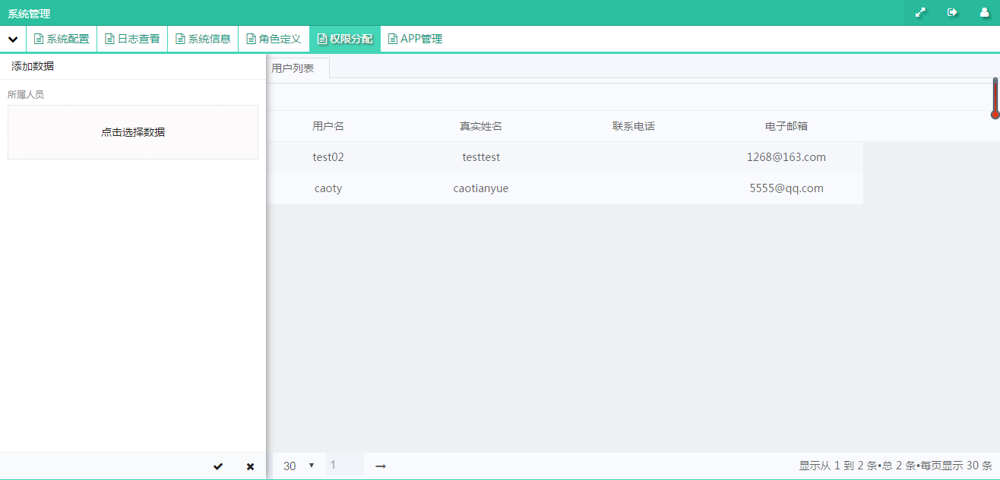 系统管理
系统配置 日志查看 系统信息 角色定义 权限分配 APP管理
添加数据
所属人员
点击选择数据
用户列表
用户名 真实姓名 联系电话 电子邮箱
test02 testtest 1268@163.com
caoty caotianyue 5555@qq.com
30 1 显示从 1 到 2 条•总 2 条•每页显示 30 条